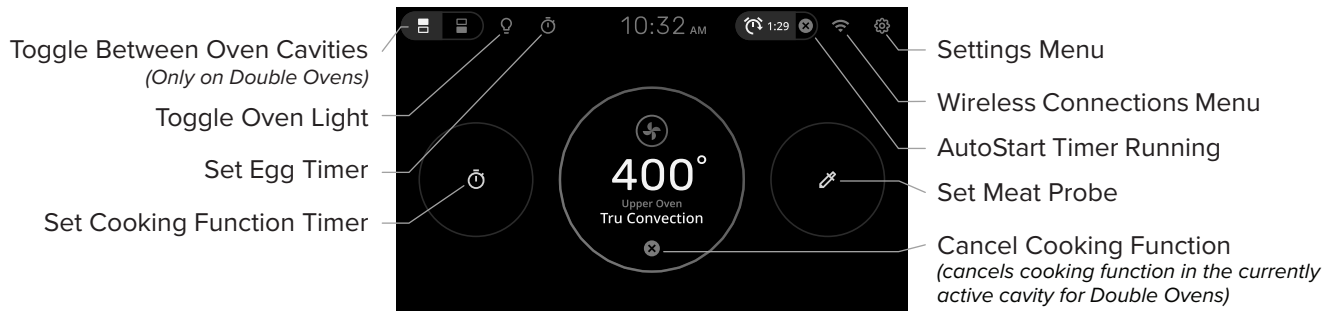 Toggle Between Oven Cavities
(Only on Double Ovens)
Toggle Oven Light
Set Egg Timer
Set Cooking Function Timer
10:32 AM
1:29
400°
Upper Oven
Tru Convection
Settings Menu
Wireless Connections Menu
AutoStart Timer Running
Set Meat Probe
Cancel Cooking Function
(cancels cooking function in the currently
active cavity for Double Ovens)